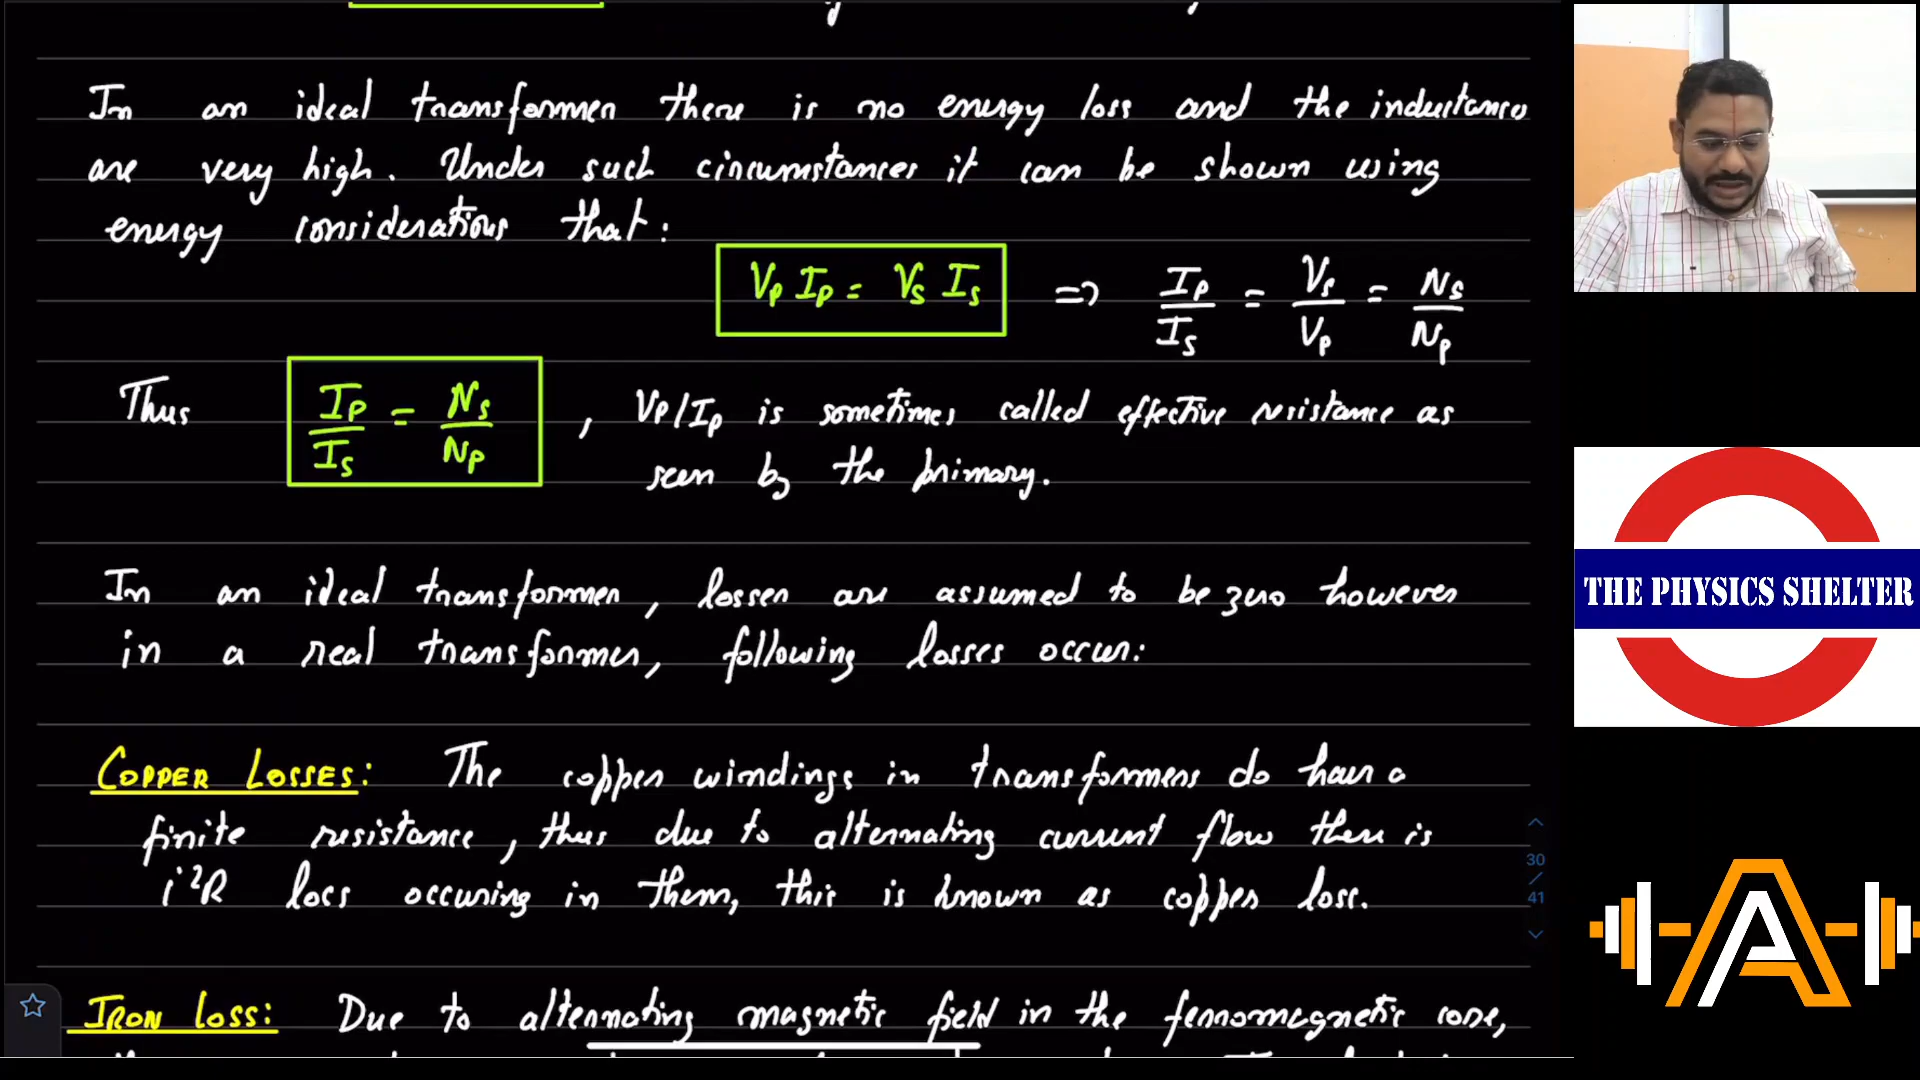 In an ideal transformer there is no energy loss and the inductances
are very high. Under such circumstances it can be shown using
energy considerations that:
Vp Ip = Vs Is => Ip/Is = Vs/Vp = Ns/Np
Thus Ip/Is = Ns/Np , Vp/Ip is sometimes called effective resistance as
seen by the primary.
In an ideal transformer, losses are assumed to be zero however
in a real transformer, following losses occur:
COPPER LOSSES: The copper windings in transformers do have a
finite resistance, thus due to alternating current flow there is
i²R loss occuring in them, this is known as copper loss.
IRON LOSS: Due to alternating magnetic field in the ferromagnetic core,
30
/
41
THE PHYSICS SHELTER